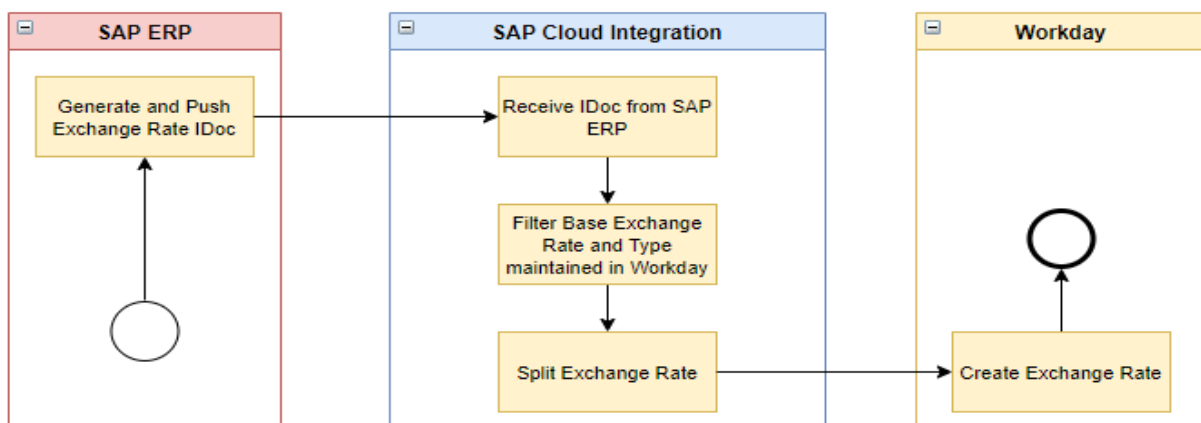 SAP ERP
SAP Cloud Integration
Workday
Generate and Push
Exchange Rate IDoc
Receive IDoc from SAP
ERP
Filter Base Exchange
Rate and Type
maintained in Workday
Split Exchange Rate
Create Exchange Rate